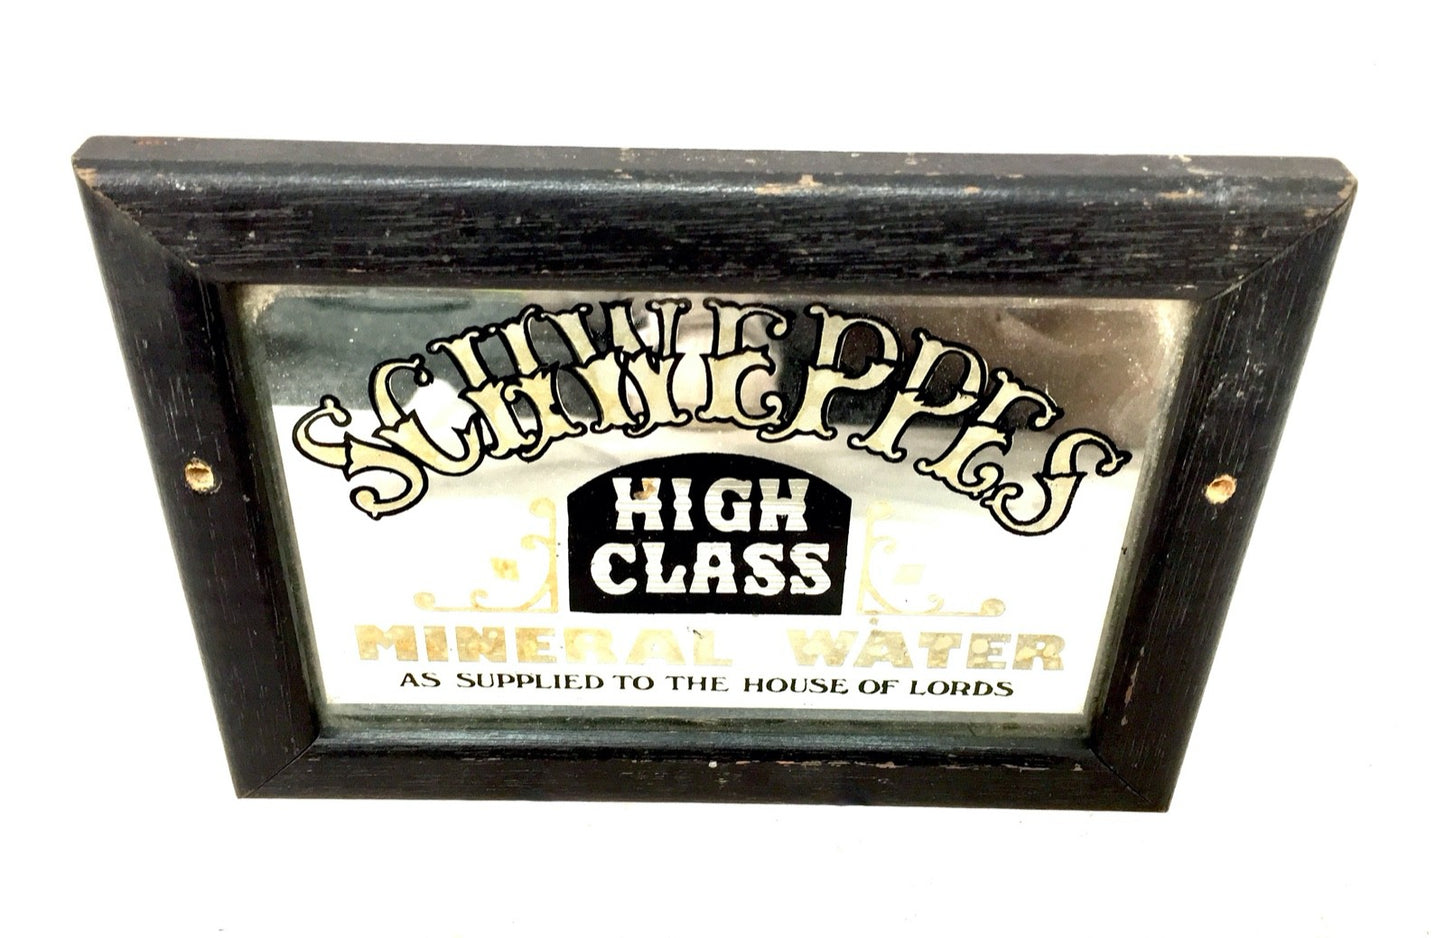 SCHWEPPES
HIGH
CLASS
MINERAL WATER
AS SUPPLIED TO THE HOUSE OF LORDS